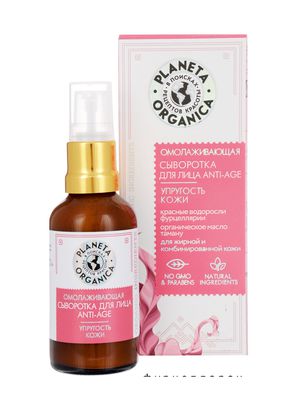 PLANETA
В ПОИСКАХ
РЕЦЕПТОВ КРАСОТЫ
ORGANICA
ОМОЛАЖИВАЮЩАЯ
СЫВОРОТКА
ДЛЯ ЛИЦА ANTI-AGE
УПРУГОСТЬ
КОЖИ
красные водоросли
фурцеллярии
органическое масло
таману
для жирной и
комбинированной кожи
NO GMO
& PARABENS
NATURAL
INGREDIENTS
PLANETA
ORGANICA
ОМОЛАЖИВАЮЩАЯ
СЫВОРОТКА ДЛЯ ЛИЦА
ANTI-AGE
УПРУГОСТЬ
КОЖИ